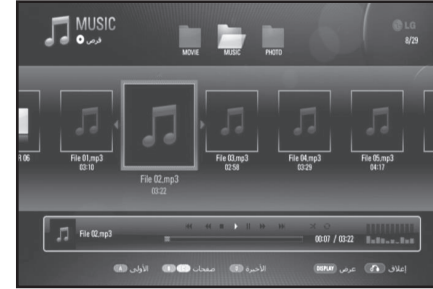 MUSIC
قرص
LG
8/29
MOVIE MUSIC PHOTO
File 01.mp3
03:10
File 02.mp3
03:22
File 03.mp3
02:58
File 04.mp3
03:29
File 05.mp3
04:17
File 02.mp3
00:07 / 03:22
الأولى A صفحات الأخيرة عرض DISPLAY إغلاق